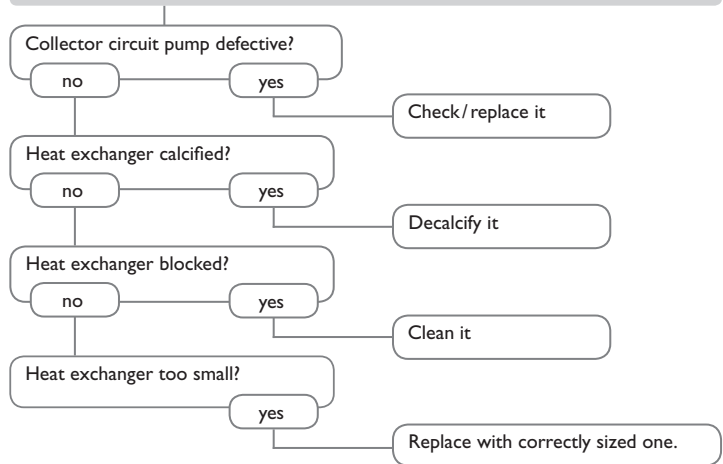 Collector circuit pump defective?
no
yes
Check/replace it
Heat exchanger calcified?
no
yes
Decalcify it
Heat exchanger blocked?
no
yes
Clean it
Heat exchanger too small?
yes
Replace with correctly sized one.